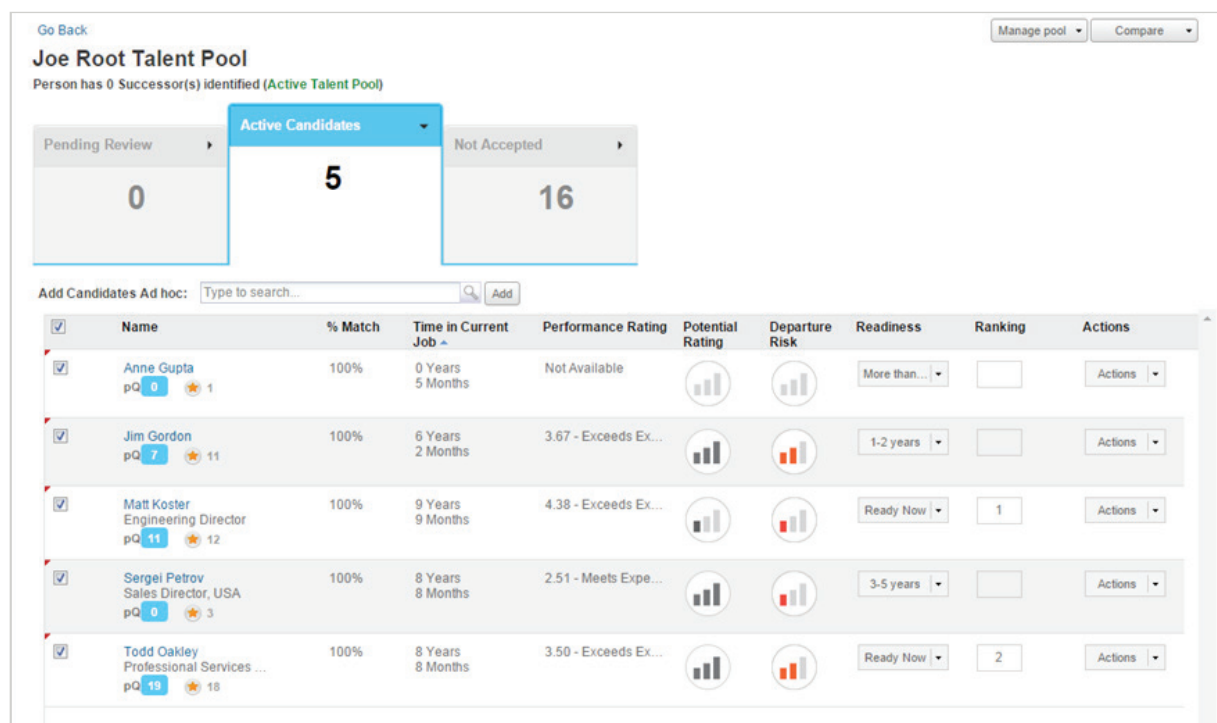 Go Back
Manage pool
Compare
Joe Root Talent Pool
Person has 0 Successor(s) identified (Active Talent Pool)
Pending Review
Active Candidates
Not Accepted
0
5
16
Add Candidates Ad hoc:
Type to search...
Add
Name
% Match
Time in Current
Job
Performance Rating
Potential
Rating
Departure
Risk
Readiness
Ranking
Actions
Anne Gupta
pQ 0 1
100%
0 Years
5 Months
Not Available
More than...
Actions
Jim Gordon
pQ 7 11
100%
6 Years
2 Months
3.67 - Exceeds Ex...
1-2 years
Actions
Matt Koster
Engineering Director
pQ 11 12
100%
9 Years
9 Months
4.38 - Exceeds Ex...
Ready Now
1
Actions
Sergei Petrov
Sales Director, USA
pQ 0 3
100%
8 Years
8 Months
2.51 - Meets Expe...
3-5 years
Actions
Todd Oakley
Professional Services ...
pQ 19 18
100%
8 Years
8 Months
3.50 - Exceeds Ex...
Ready Now
2
Actions